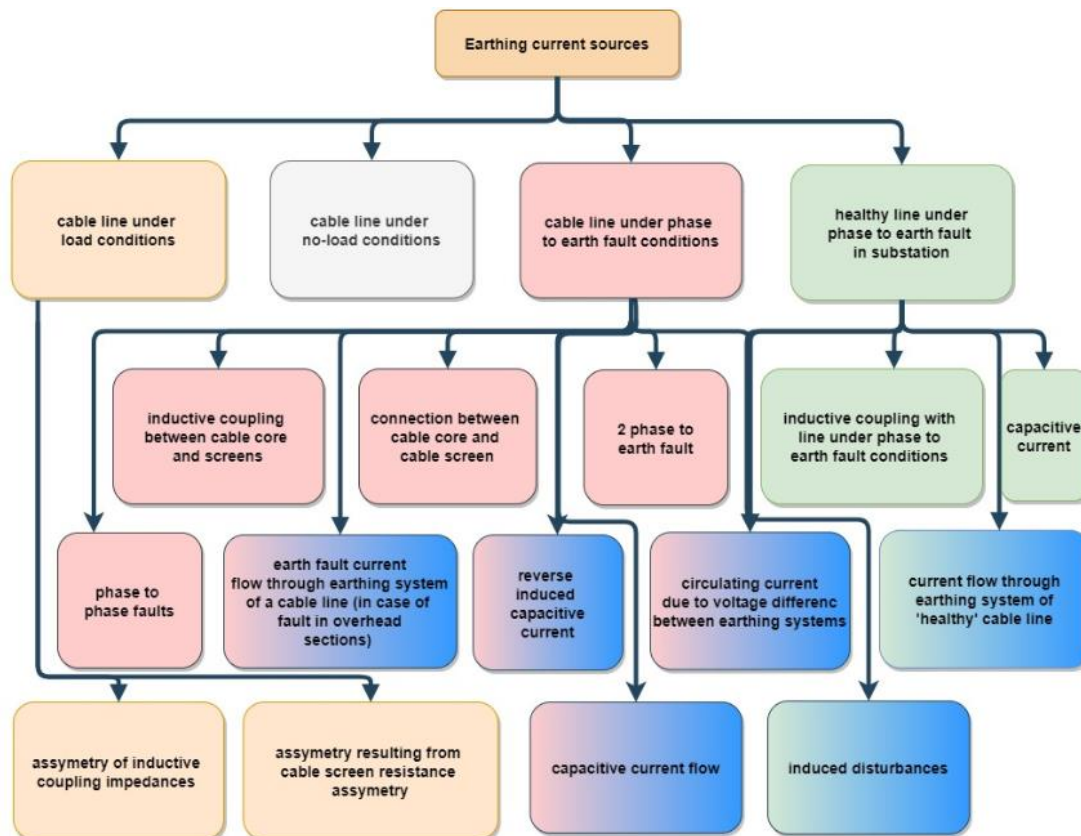 Earthing current sources
cable line under
load conditions
cable line under
no-load conditions
cable line under phase
to earth fault conditions
healthy line under
phase to earth fault
in substation
inductive coupling
between cable core
and screens
connection between
cable core and
cable screen
2 phase to
earth fault
inductive coupling with
line under phase to
earth fault conditions
capacitive
current
phase to
phase faults
earth fault current
flow through earthing system
of a cable line (in case of
fault in overhead
sections)
reverse
induced
capacitive
current
circulating current
due to voltage differenc
between earthing systems
current flow through
earthing system of
'healthy' cable line
assymetry of inductive
coupling impedances
assymetry resulting from
cable screen resistance
assymetry
capacitive current flow
induced disturbances